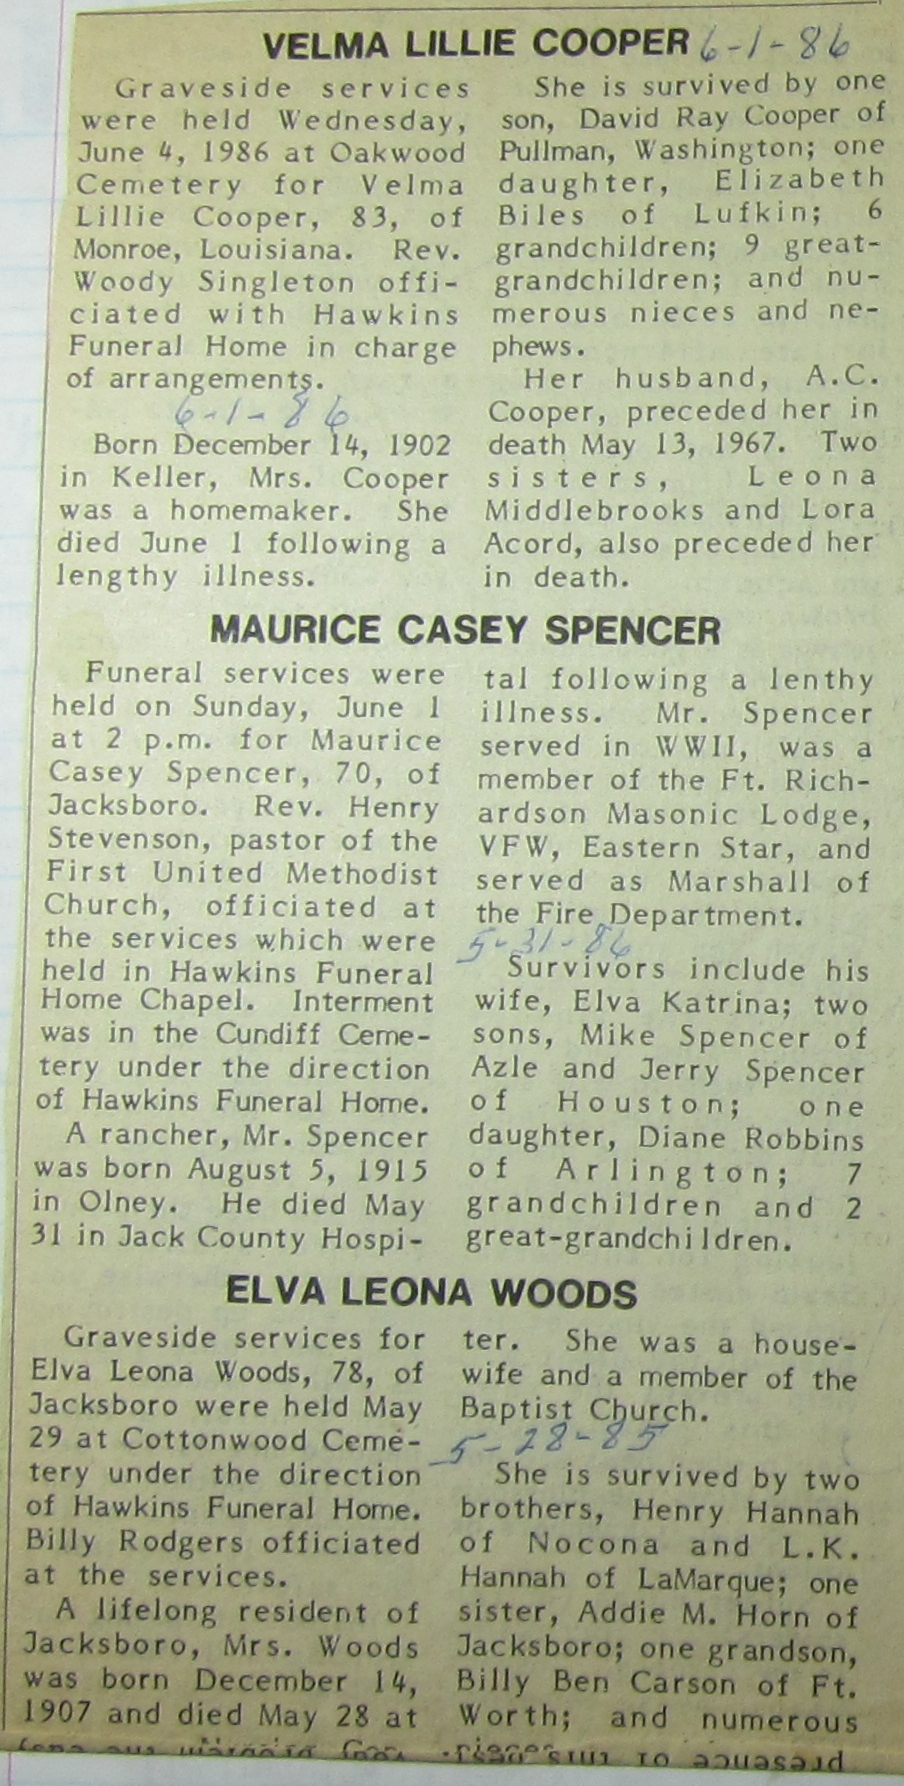 VELMA LILLIE COOPER 6-1-86
Graveside services
were held Wednesday,
June 4, 1986 at Oakwood
Cemetery for Velma
Lillie Cooper, 83, of
Monroe, Louisiana. Rev.
Woody Singleton offi-
ciated with Hawkins
Funeral Home in charge
of arrangements.
6-1-86
Born December 14, 1902
in Keller, Mrs. Cooper
was a homemaker. She
died June 1 following a
lengthy illness.
She is survived by one
son, David Ray Cooper of
Pullman, Washington; one
daughter, Elizabeth
Biles of Lufkin; 6
grandchildren; 9 great-
grandchildren; and nu-
merous nieces and ne-
phews.
Her husband, A.C.
Cooper, preceded her in
death May 13, 1967. Two
sisters, Leona
Middlebrooks and Lora
Acord, also preceded her
in death.
MAURICE CASEY SPENCER
Funeral services were
held on Sunday, June 1
at 2 p.m. for Maurice
Casey Spencer, 70, of
Jacksboro. Rev. Henry
Stevenson, pastor of the
First United Methodist
Church, officiated at
the services which were
held in Hawkins Funeral
Home Chapel. Interment
was in the Cundiff Ceme-
tery under the direction
of Hawkins Funeral Home.
A rancher, Mr. Spencer
was born August 5, 1915
in Olney. He died May
31 in Jack County Hospi-
tal following a lenthy
illness. Mr. Spencer
served in WWII, was a
member of the Ft. Rich-
ardson Masonic Lodge,
VFW, Eastern Star, and
served as Marshall of
the Fire Department.
5-31-86
Survivors include his
wife, Elva Katrina; two
sons, Mike Spencer of
Azle and Jerry Spencer
of Houston; one
daughter, Diane Robbins
of Arlington; 7
grandchildren and 2
great-grandchildren.
ELVA LEONA WOODS
Graveside services for
Elva Leona Woods, 78, of
Jacksboro were held May
29 at Cottonwood Ceme-
tery under the direction
of Hawkins Funeral Home.
Billy Rodgers officiated
at the services.
A lifelong resident of
Jacksboro, Mrs. Woods
was born December 14,
1907 and died May 28 at
ter. She was a house-
wife and a member of the
Baptist Church.
5-28-85
She is survived by two
brothers, Henry Hannah
of Nocona and L.K.
Hannah of LaMarque; one
sister, Addie M. Horn of
Jacksboro; one grandson,
Billy Ben Carson of Ft.
Worth; and numerous